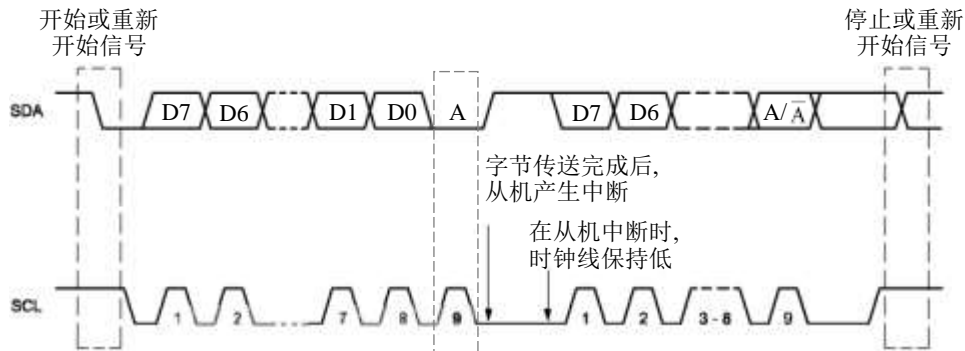 开始或重新
开始信号
停止或重新
开始信号
SDA
D7 D6 D1 D0 A D7 D6 A/A̅
字节传送完成后,
从机产生中断
在从机中断时,
时钟线保持低
SCL
1 2 7 8 9 1 2 3-8 9